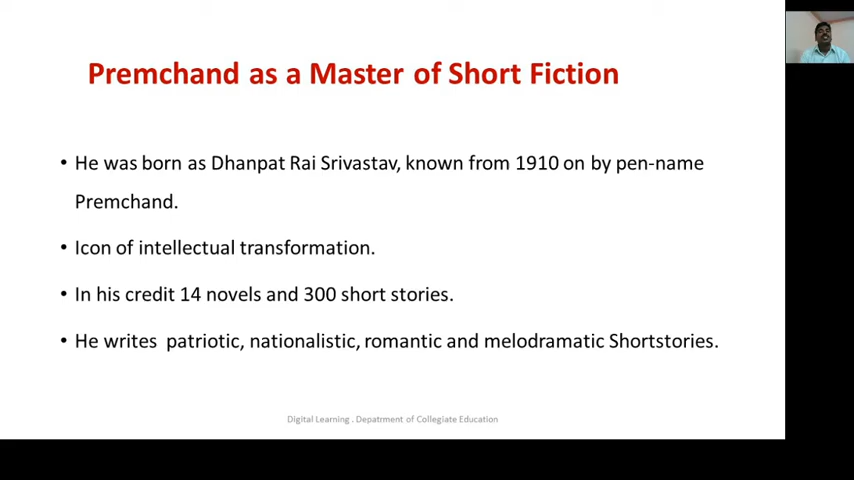 Premchand as a Master of Short Fiction
• He was born as Dhanpat Rai Srivastav, known from 1910 on by pen-name
Premchand.
• Icon of intellectual transformation.
• In his credit 14 novels and 300 short stories.
• He writes patriotic, nationalistic, romantic and melodramatic Shortstories.
Digital Learning . Depatrment of Collegiate Education